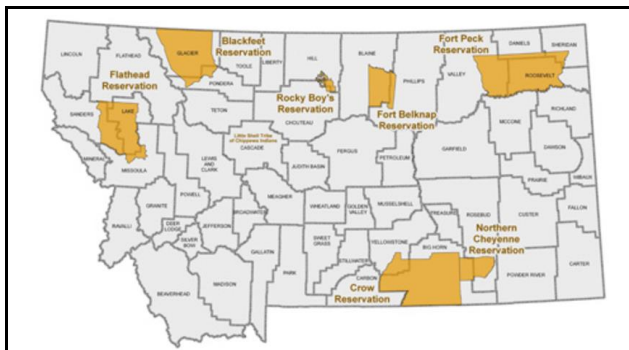 Blackfeet
Reservation
Fort Peck
Reservation
DANIELS
SHERIDAN
LINCOLN
FLATHEAD
GLACIER
TOOLE
LIBERTY
HILL
BLAINE
PHILLIPS
VALLEY
ROOSEVELT
Flathead
Reservation
PONDERA
Rocky Boy's
Reservation
CHOUTEAU
Fort Belknap
Reservation
RICHLAND
SANDERS
LAKE
TETON
Little Shell Tribe
of Chippewa Indians
CASCADE
MCCONE
DAWSON
MINERAL
MISSOULA
LEWIS
AND
CLARK
JUDITH BASIN
FERGUS
PETROLEUM
GARFIELD
PRAIRIE
WIBAUX
POWELL
MEAGHER
GRANITE
BROADWATER
WHEATLAND
GOLDEN
VALLEY
MUSSELSHELL
TREASURE
ROSEBUD
CUSTER
FALLON
RAVALLI
DEER
LODGE
SILVER
BOW
JEFFERSON
GALLATIN
PARK
SWEET
GRASS
STILLWATER
YELLOWSTONE
BIG HORN
Northern
Cheyenne
Reservation
CARBON
Crow
Reservation
POWDER RIVER
CARTER
BEAVERHEAD
MADISON